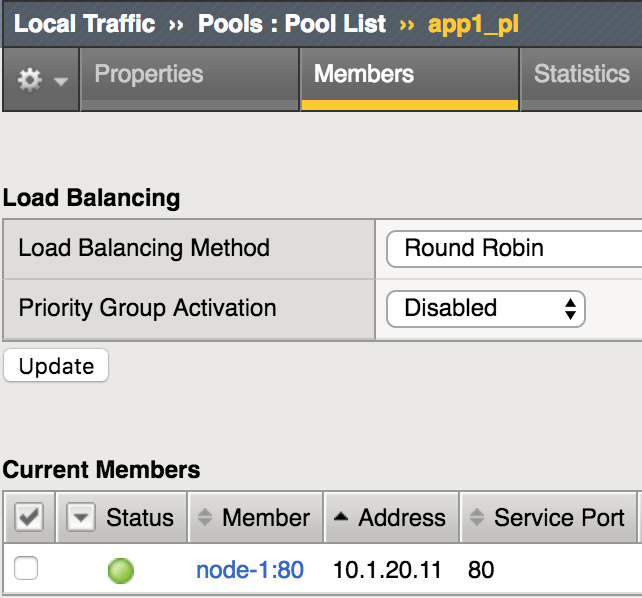 Local Traffic ›› Pools : Pool List ›› app1_pl
Properties Members Statistics
Load Balancing
Load Balancing Method Round Robin
Priority Group Activation Disabled
Update
Current Members
Status Member Address Service Port
node-1:80 10.1.20.11 80